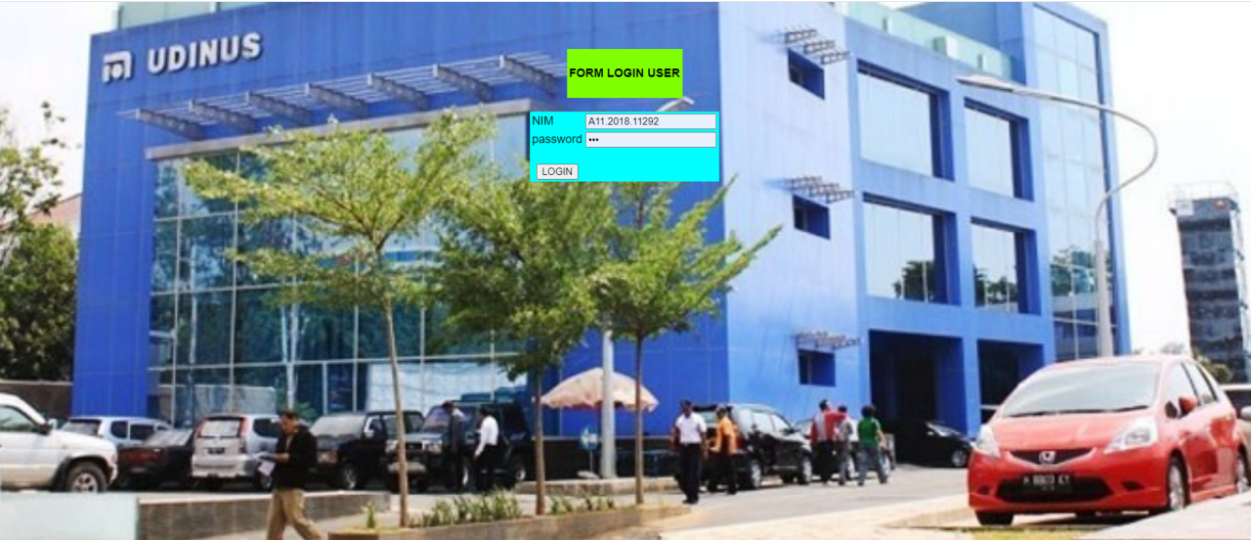 UDINUS
FORM LOGIN USER
NIM A11.2018.11292
password •••
LOGIN